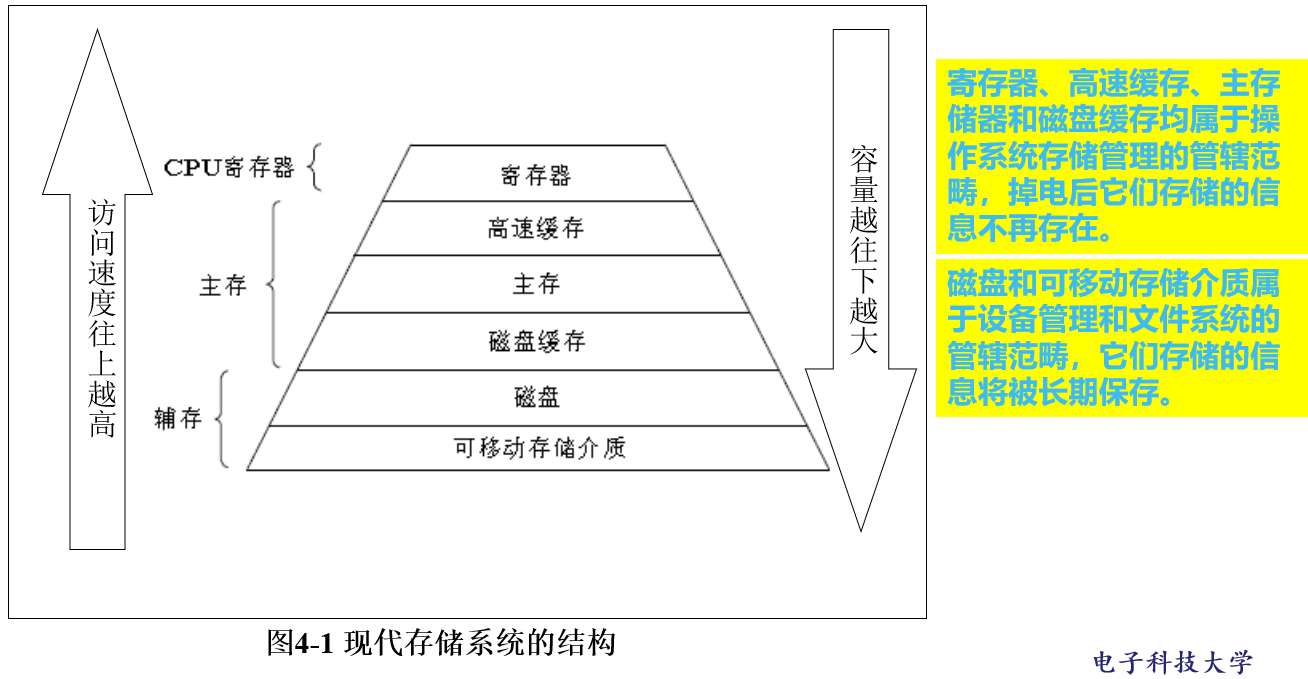 访问速度往上越高
CPU寄存器
主存
辅存
寄存器
高速缓存
主存
磁盘缓存
磁盘
可移动存储介质
容量越往下越大
寄存器、高速缓存、主存
储器和磁盘缓存均属于操
作系统存储管理的管辖范
畴，掉电后它们存储的信
息不再存在。
磁盘和可移动存储介质属
于设备管理和文件系统的
管辖范畴，它们存储的信
息将被长期保存。
图4-1 现代存储系统的结构
电子科技大学